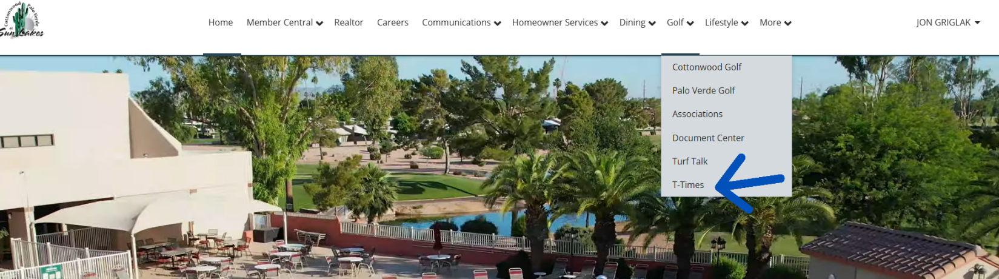 Cottonwood Palo Verde
at
Sun Lakes
Home Member Central Realtor Careers Communications Homeowner Services Dining Golf Lifestyle More JON GRIGLAK
Cottonwood Golf
Palo Verde Golf
Associations
Document Center
Turf Talk
T-Times